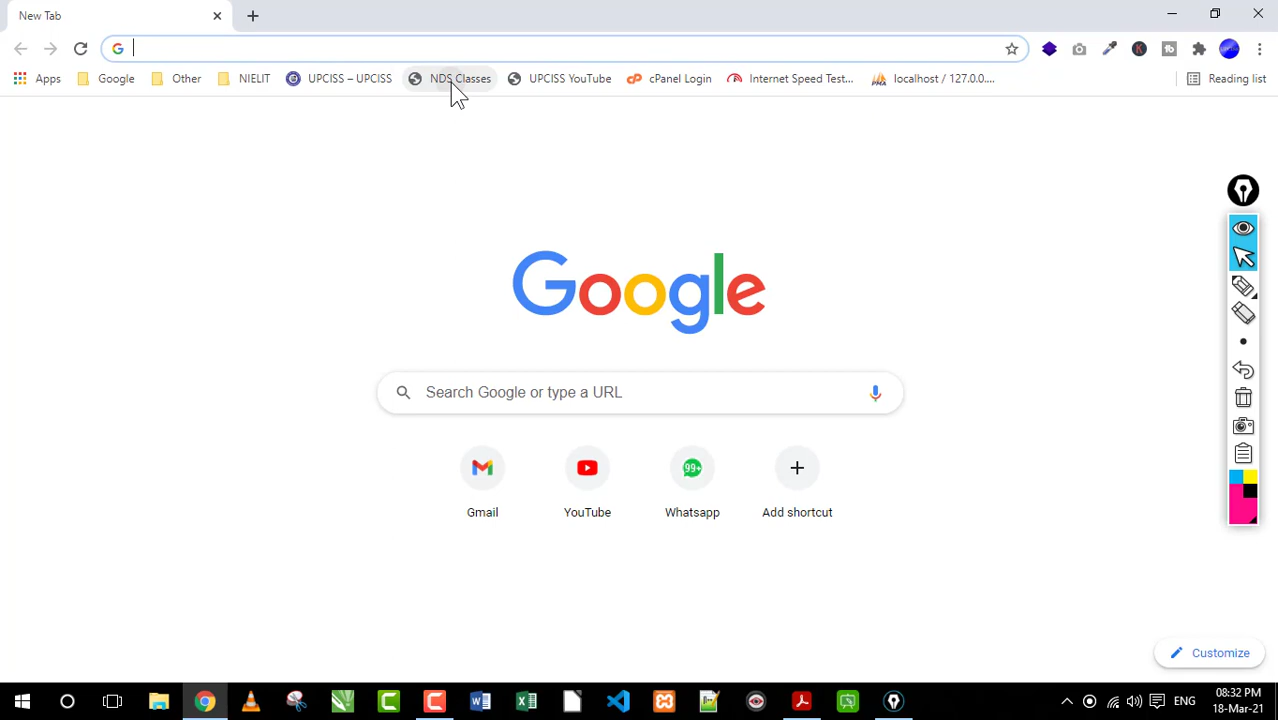 New Tab
Apps Google Other NIELIT UPCISS – UPCISS NDS Classes UPCISS YouTube cPanel Login Internet Speed Test... localhost / 127.0.0.... Reading list
Google
Search Google or type a URL
99+
Gmail YouTube Whatsapp Add shortcut
Customize
ENG
08:32 PM
18-Mar-21